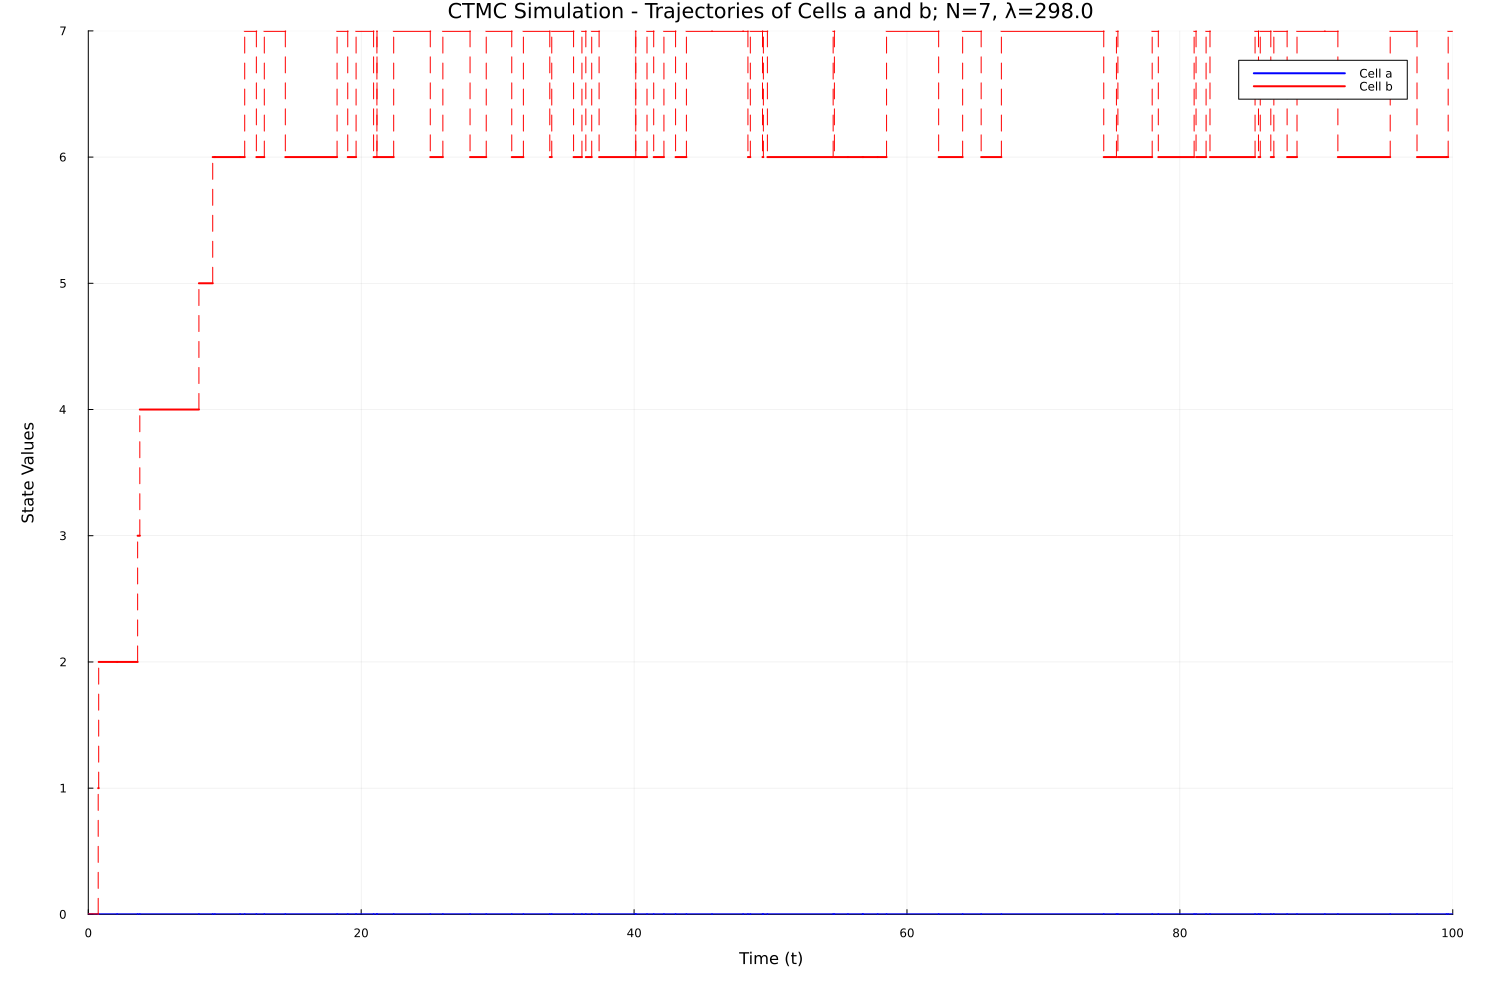 CTMC Simulation - Trajectories of Cells a and b; N=7, λ=298.0
7
6
5
4
3
2
1
0
State Values
Cell a
Cell b
0 20 40 60 80 100
Time (t)